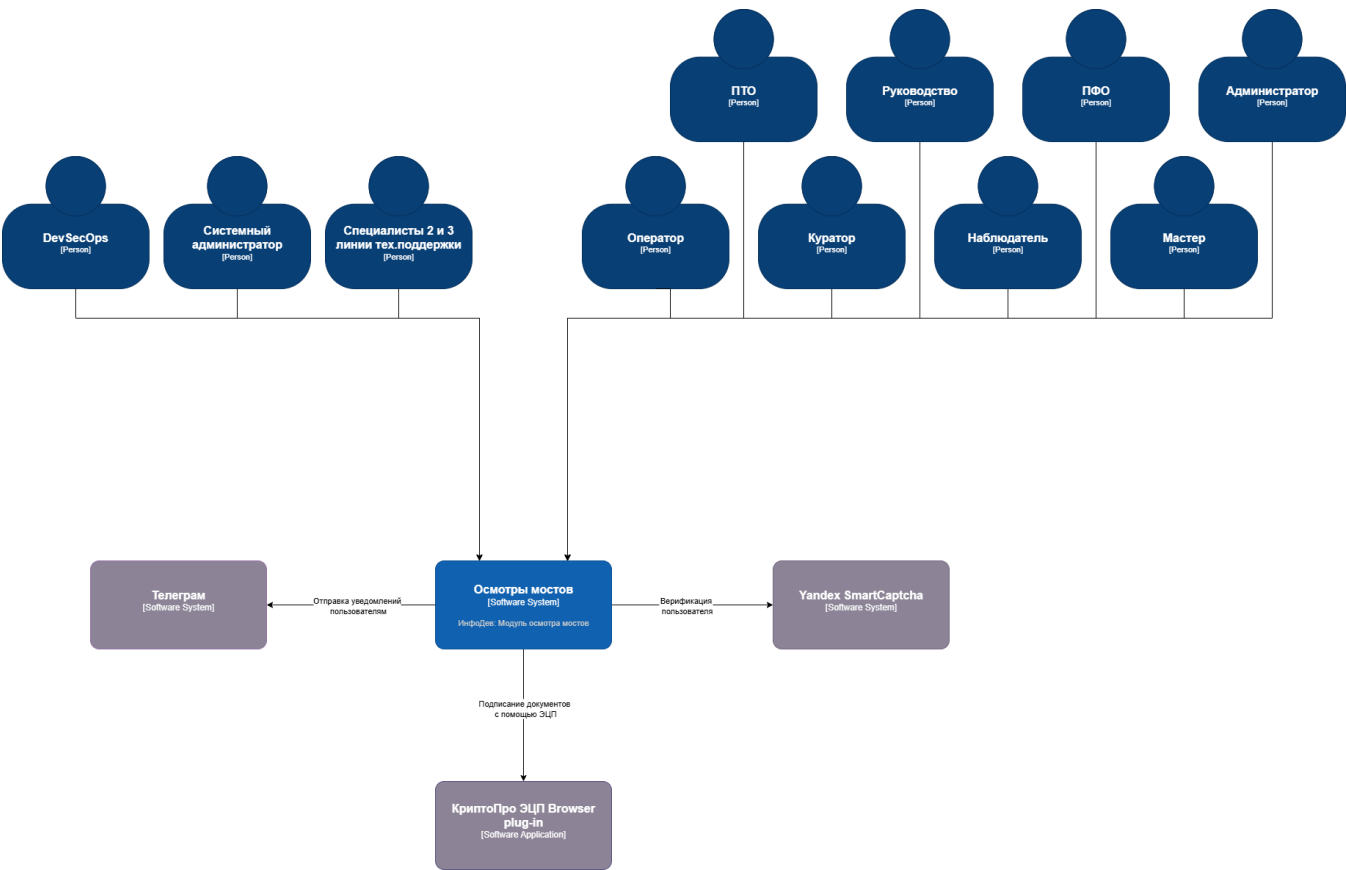 ПТО
[Person]
Руководство
[Person]
ПФО
[Person]
Администратор
[Person]
DevSecOps
[Person]
Системный
администратор
[Person]
Специалисты 2 и 3
линии тех.поддержки
[Person]
Оператор
[Person]
Куратор
[Person]
Наблюдатель
[Person]
Мастер
[Person]
Телеграм
[Software System]
Отправка уведомлений
пользователям
Осмотры мостов
[Software System]
ИнфоДев: Модуль осмотра мостов
Верификация
пользователя
Yandex SmartCaptcha
[Software System]
Подписание документов
с помощью ЭЦП
КриптоПро ЭЦП Browser
plug-in
[Software Application]